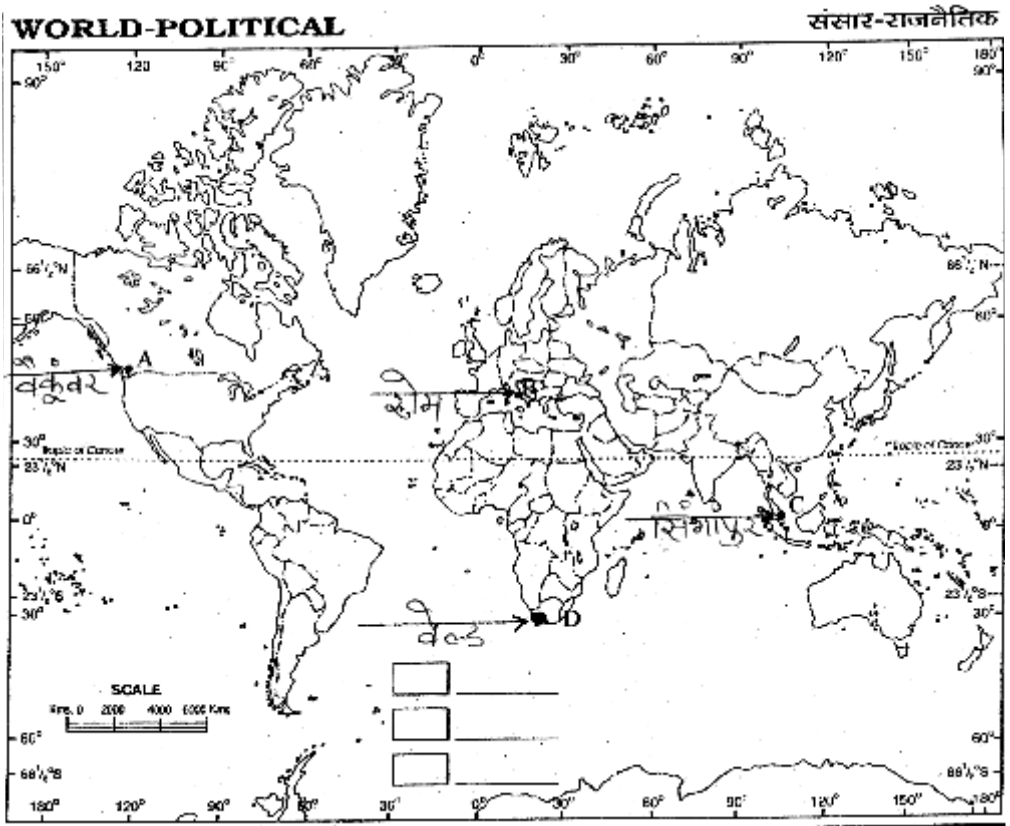 WORLD-POLITICAL
संसार-राजनैतिक
150° 120 90° 60° 0° 30° 60° 90° 120 150° 180°
90° 90°
66½°N 66½°N
60°
A
वैंकूवर
B
रोम
30° Tropic of Cancer Tropic of Cancer 30°
23½°N 23½°N
C
सिंगापुर
0° 0°
23½°S 23½°S
30° 30°
D
वेल्ड
SCALE
Kms. 0 2000 4000 6000 Kms
60° 60°
66½°S 66½°S
180° 150° 120° 90° 60° 30° 0° 30° 60° 90° 120° 150° 180°